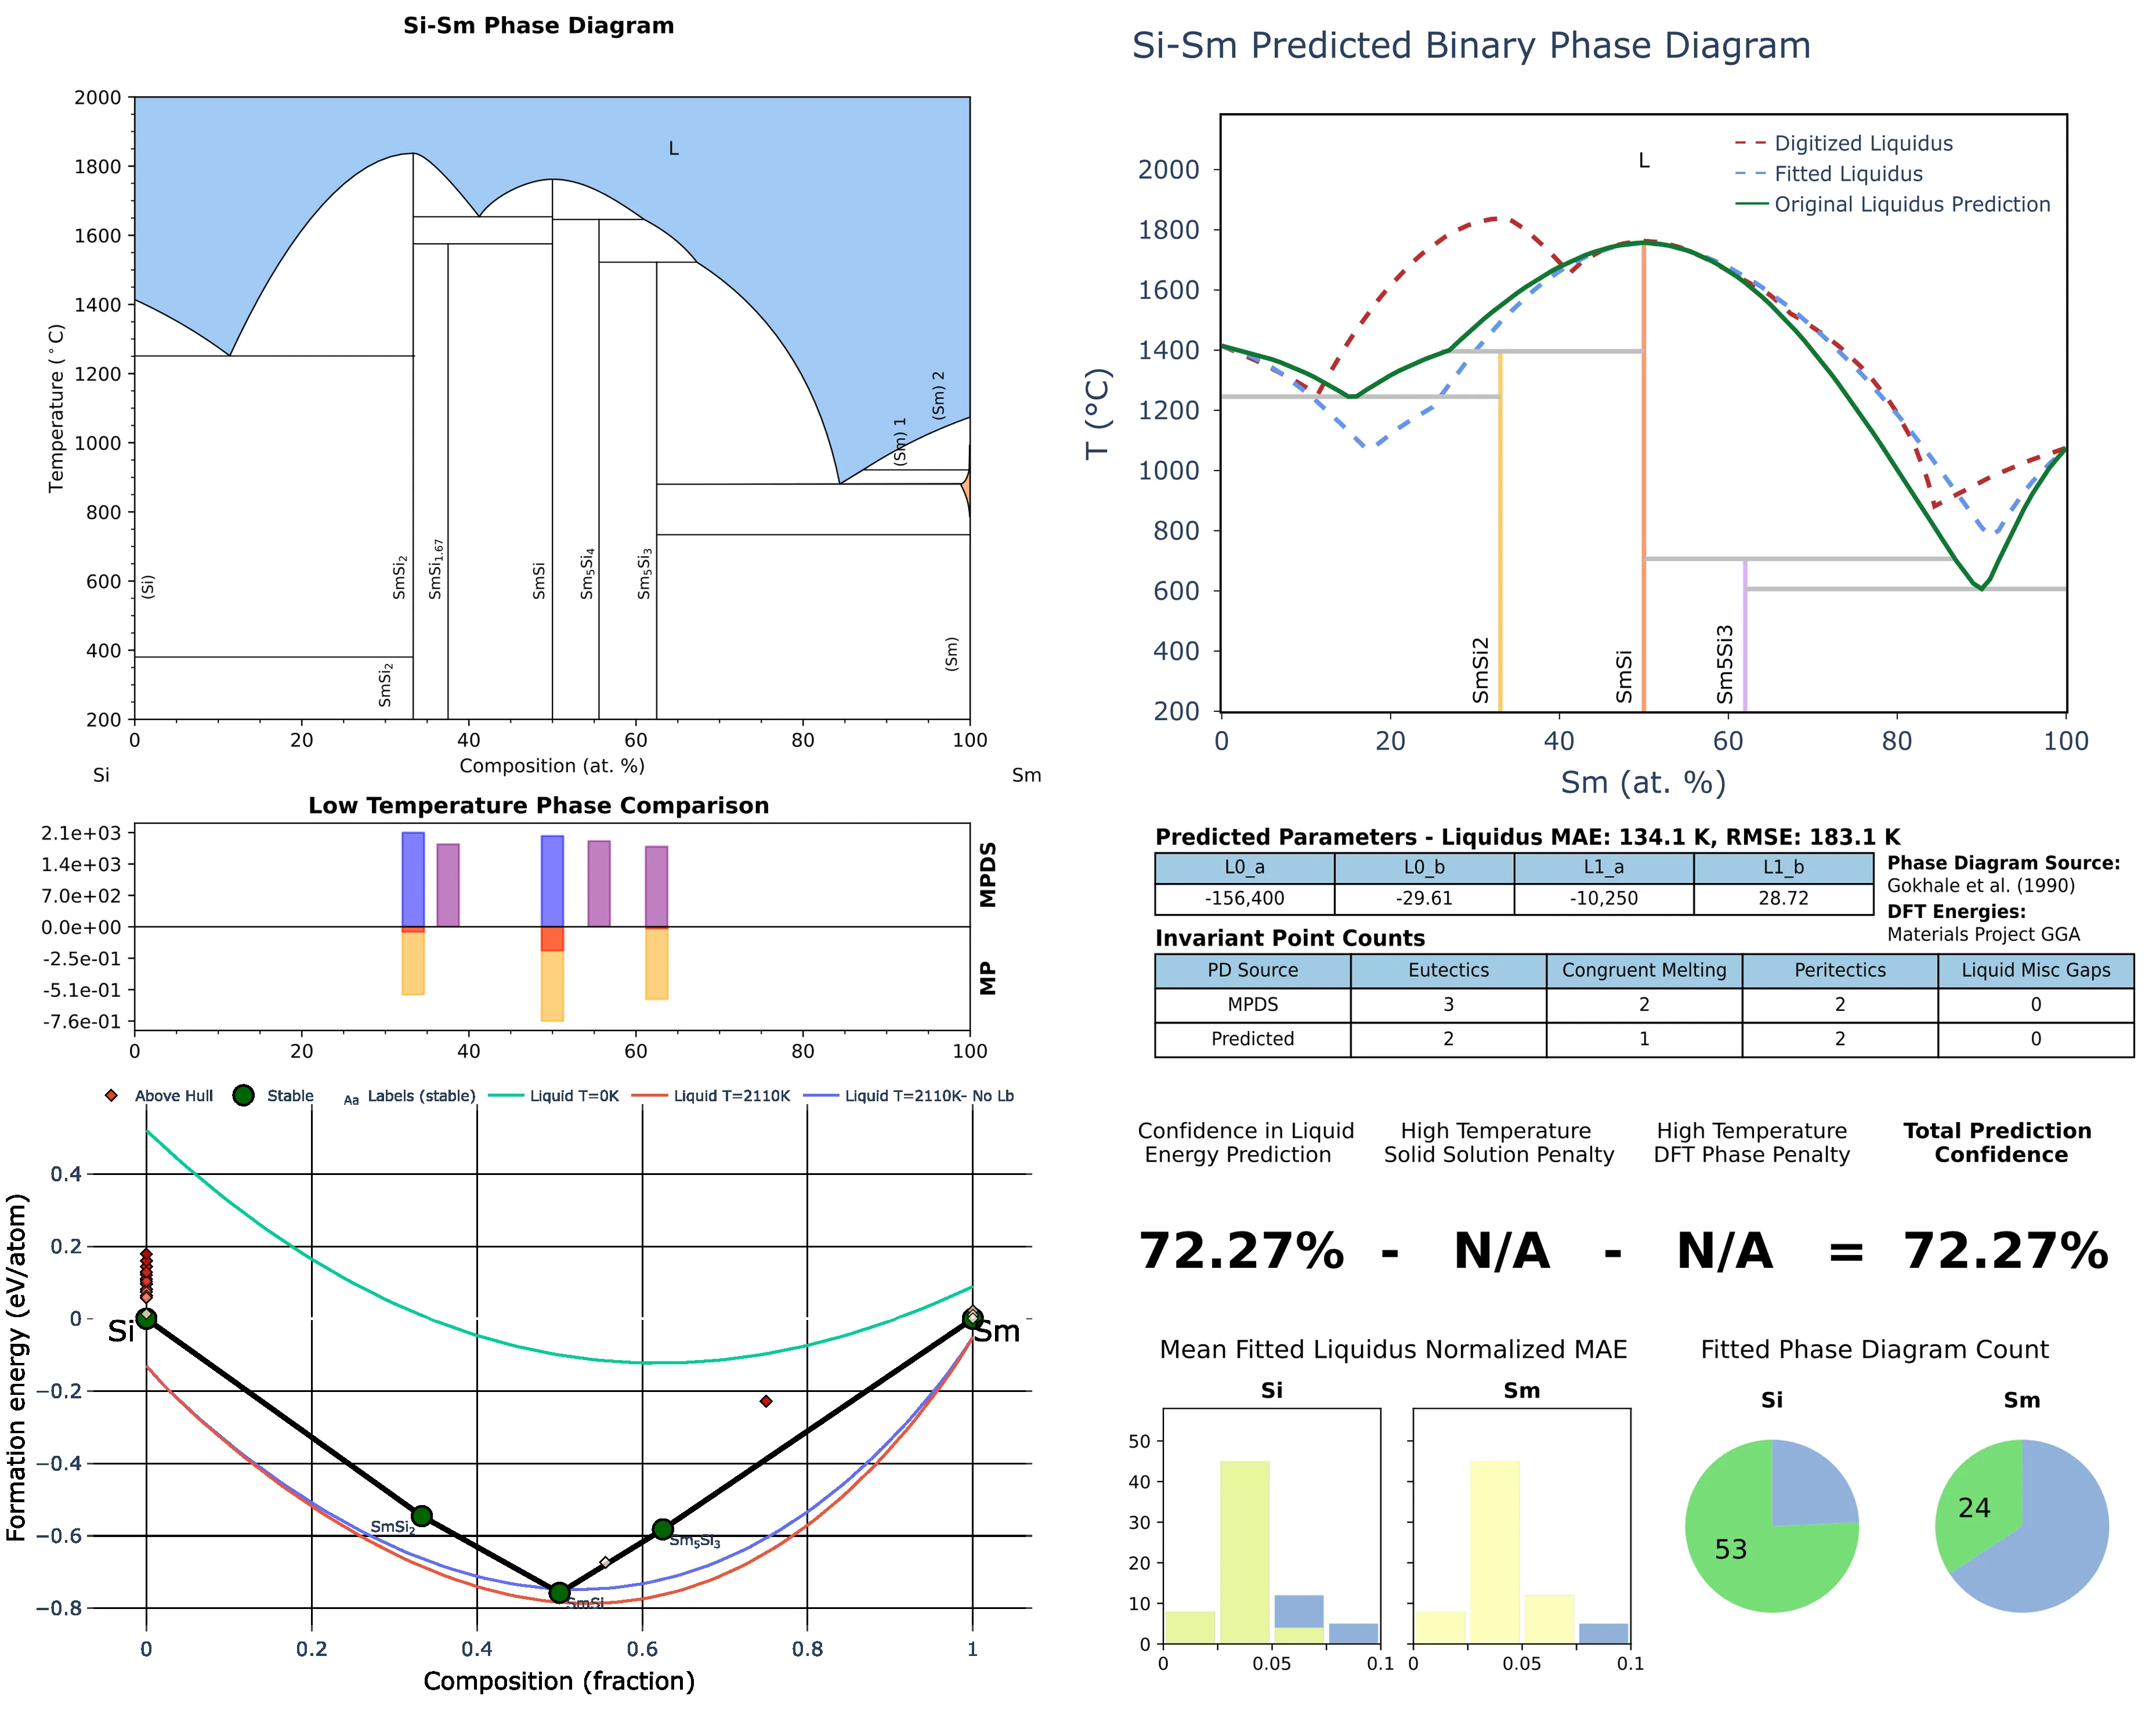 Si-Sm Phase Diagram
2000
1800
1600
1400
1200
1000
800
600
400
200
Temperature (°C)
L
(Sm) 2
(Sm) 1
(Si)
SmSi2
SmSi1.67
SmSi
Sm5Si4
Sm5Si3
(Sm)
SmSi2
0 20 40 60 80 100
Composition (at. %)
Si Sm
Low Temperature Phase Comparison
2.1e+03
1.4e+03
7.0e+02
0.0e+00
-2.5e-01
-5.1e-01
-7.6e-01
MPDS
MP
0 20 40 60 80 100
Above Hull Stable Aa Labels (stable) Liquid T=0K Liquid T=2110K Liquid T=2110K- No Lb
Formation energy (eV/atom)
0.4
0.2
0
−0.2
−0.4
−0.6
−0.8
Si
Sm
SmSi2
Sm5Si3
SmSi
0 0.2 0.4 0.6 0.8 1
Composition (fraction)
Si-Sm Predicted Binary Phase Diagram
T (°C)
2000
1800
1600
1400
1200
1000
800
600
400
200
L
Digitized Liquidus
Fitted Liquidus
Original Liquidus Prediction
SmSi2
SmSi
Sm5Si3
0 20 40 60 80 100
Sm (at. %)
Predicted Parameters - Liquidus MAE: 134.1 K, RMSE: 183.1 K
L0_a L0_b L1_a L1_b
-156,400 -29.61 -10,250 28.72
Phase Diagram Source:
Gokhale et al. (1990)
DFT Energies:
Materials Project GGA
Invariant Point Counts
PD Source Eutectics Congruent Melting Peritectics Liquid Misc Gaps
MPDS 3 2 2 0
Predicted 2 1 2 0
Confidence in Liquid
Energy Prediction
High Temperature
Solid Solution Penalty
High Temperature
DFT Phase Penalty
Total Prediction
Confidence
72.27% - N/A - N/A = 72.27%
Mean Fitted Liquidus Normalized MAE
Si Sm
50
40
30
20
10
0
0 0.05 0.1
0 0.05 0.1
Fitted Phase Diagram Count
Si Sm
53
24